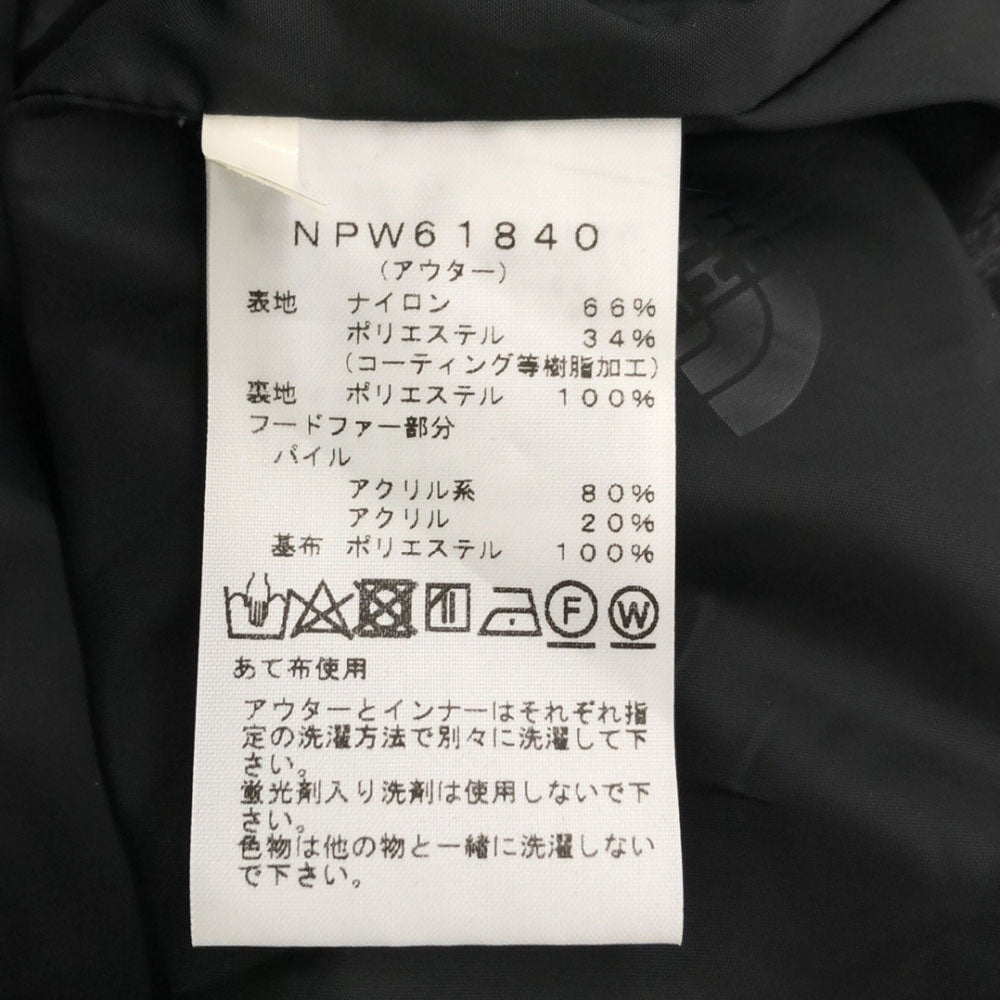 NPW61840
(アウター)
表地 ナイロン 66%
ポリエステル 34%
(コーティング等樹脂加工)
裏地 ポリエステル 100%
フードファー部分
パイル
アクリル系 80%
アクリル 20%
基布 ポリエステル 100%
F W
あて布使用
アウターとインナーはそれぞれ指
定の洗濯方法で別々に洗濯して下
さい。
蛍光剤入り洗剤は使用しないで下
さい。
色物は他の物と一緒に洗濯しない
で下さい。